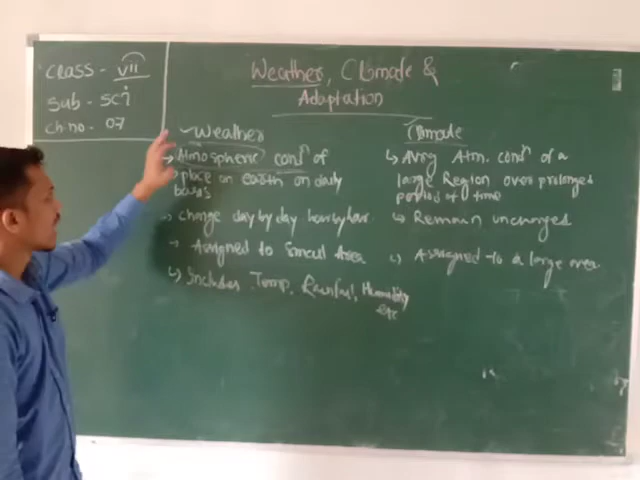 Class - vii
Sub - Sci
Ch no. - 07
Weather, Climate &
Adaptation
Weather
→ Atmospheric condⁿ of
place on earth on daily
basis
→ change day by day hour by hour
→ Assigned to Small Area
↳ Includes Temp, Rainfall, Humidity
etc
Climate
↳ Avrg Atm. condⁿ of a
large Region over prolonged
period of time
↳ Remain unchanges
↳ Assigned to a large area